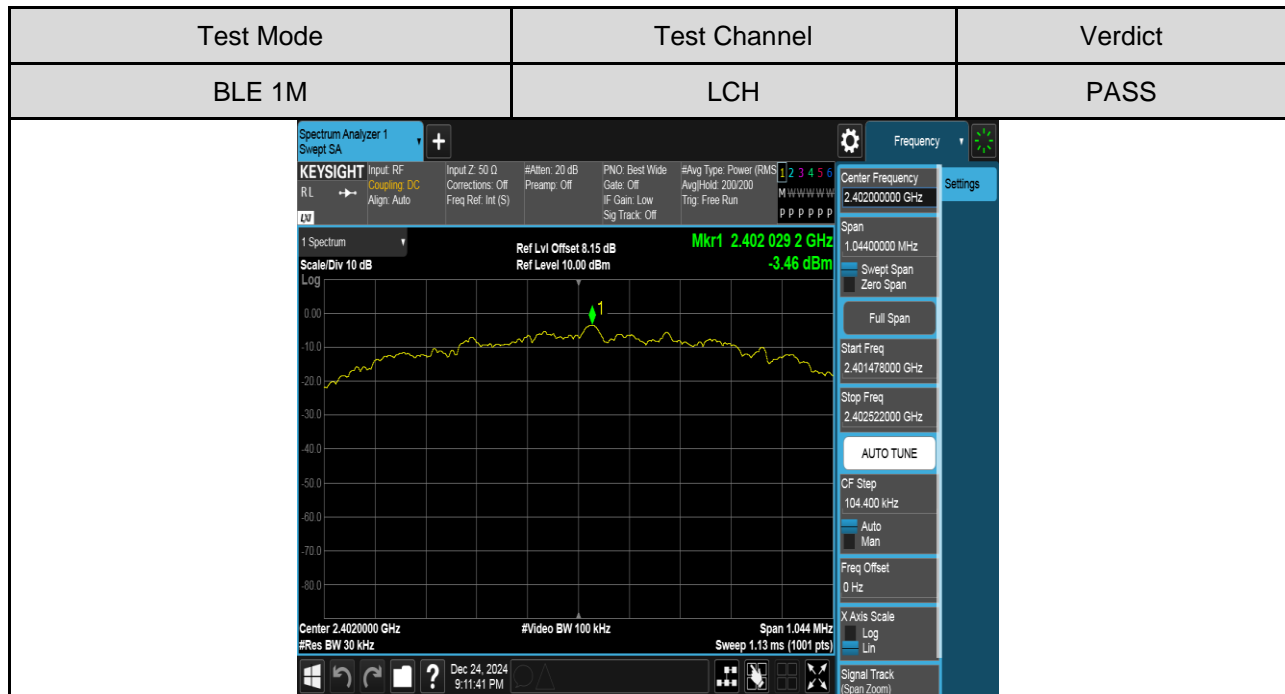 Test Mode Test Channel Verdict
BLE 1M LCH PASS
Spectrum Analyzer 1
Swept SA
+
Frequency
KEYSIGHT
RL
LXI
Input: RF
Coupling: DC
Align: Auto
Input Z: 50 Ω
Corrections: Off
Freq Ref: Int (S)
#Atten: 20 dB
Preamp: Off
PNO: Best Wide
Gate: Off
IF Gain: Low
Sig Track: Off
#Avg Type: Power (RMS
Avg|Hold: 200/200
Trig: Free Run
1 2 3 4 5 6
M W W W W W
P P P P P P
1 Spectrum
Scale/Div 10 dB
Log
Ref Lvl Offset 8.15 dB
Ref Level 10.00 dBm
Mkr1 2.402 029 2 GHz
-3.46 dBm
1
0.00
-10.0
-20.0
-30.0
-40.0
-50.0
-60.0
-70.0
-80.0
Center 2.4020000 GHz
#Res BW 30 kHz
#Video BW 100 kHz
Span 1.044 MHz
Sweep 1.13 ms (1001 pts)
Center Frequency
2.402000000 GHz
Settings
Span
1.04400000 MHz
Swept Span
Zero Span
Full Span
Start Freq
2.401478000 GHz
Stop Freq
2.402522000 GHz
AUTO TUNE
CF Step
104.400 kHz
Auto
Man
Freq Offset
0 Hz
X Axis Scale
Log
Lin
Signal Track
(Span Zoom)
?
Dec 24, 2024
9:11:41 PM